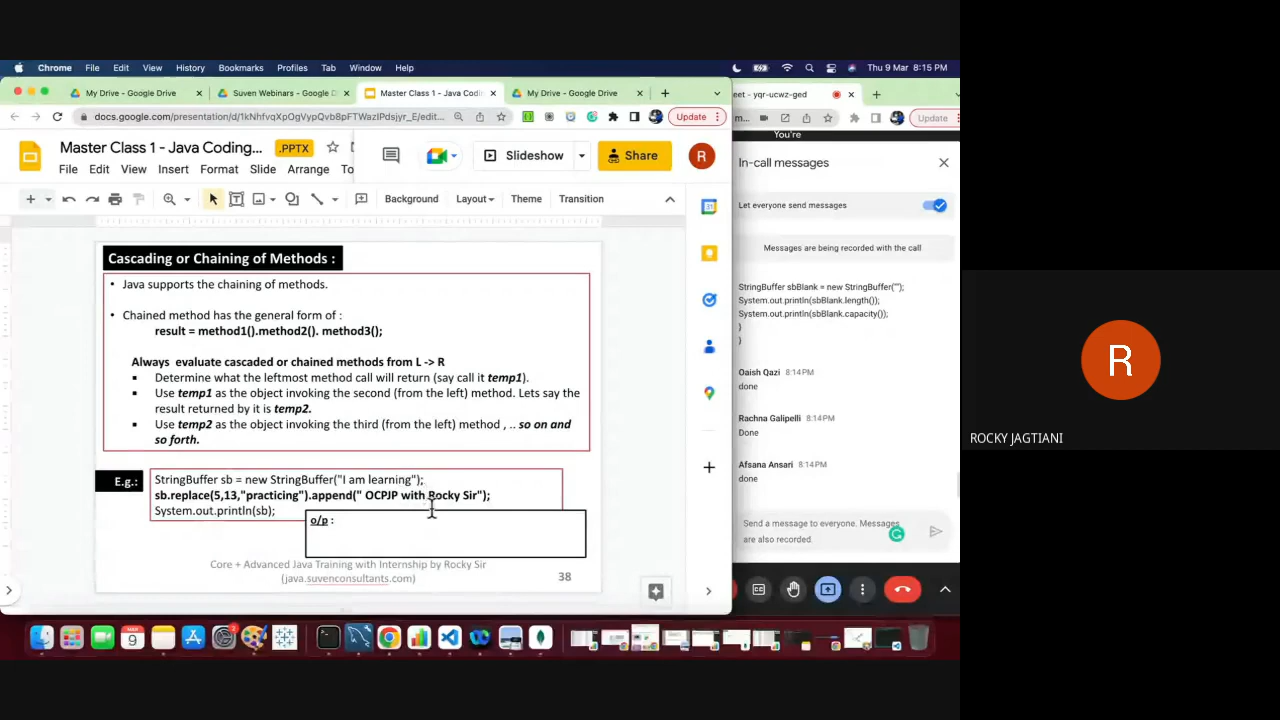 Chrome File Edit View History Bookmarks Profiles Tab Window Help
Thu 9 Mar 8:15 PM
My Drive - Google Drive
Suven Webinars - Google Dri
Master Class 1 - Java Codin
My Drive - Google Drive
eet - yqr-ucwz-ged
docs.google.com/presentation/d/1kNhfvqXpOgVypQvb8pFTWazIPdsjyr_E/edit...
Update
m...
Update
You're
Master Class 1 - Java Coding...
.PPTX
Slideshow
Share
R
File Edit View Insert Format Slide Arrange To
Background Layout Theme Transition
In-call messages
Let everyone send messages
Messages are being recorded with the call
StringBuffer sbBlank = new StringBuffer("");
System.out.println(sbBlank.length());
System.out.println(sbBlank.capacity());
}
}
Oaish Qazi 8:14 PM
done
Rachna Galipelli 8:14 PM
Done
Afsana Ansari 8:14 PM
done
Send a message to everyone. Messages
are also recorded.
Cascading or Chaining of Methods :
• Java supports the chaining of methods.
• Chained method has the general form of :
result = method1().method2(). method3();
Always evaluate cascaded or chained methods from L -> R
▪ Determine what the leftmost method call will return (say call it temp1).
▪ Use temp1 as the object invoking the second (from the left) method. Lets say the
result returned by it is temp2.
▪ Use temp2 as the object invoking the third (from the left) method , .. so on and
so forth.
E.g.:
StringBuffer sb = new StringBuffer("I am learning");
sb.replace(5,13,"practicing").append(" OCPJP with Rocky Sir");
System.out.println(sb);
o/p :
Core + Advanced Java Training with Internship by Rocky Sir
(java.suvenconsultants.com)
38
R
ROCKY JAGTIANI